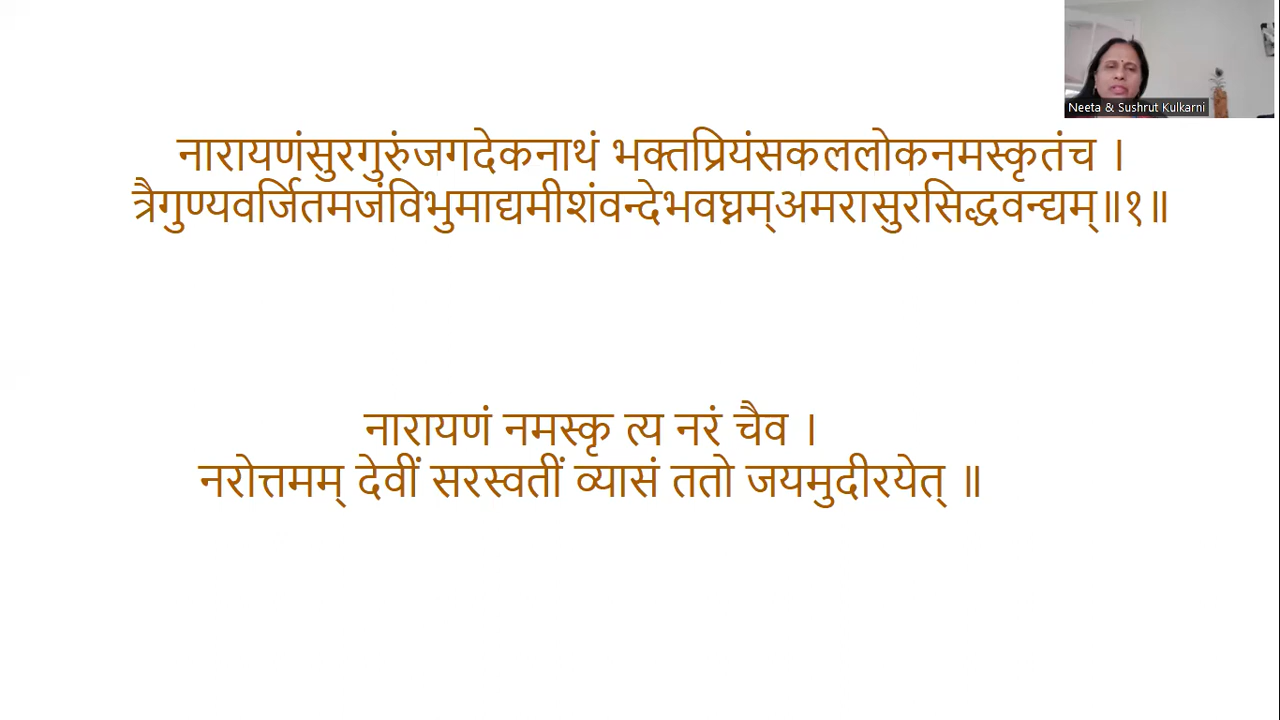 Neeta & Sushrut Kulkarni
नारायणंसुरगुरुंजगदेकनाथं भक्तप्रियंसकललोकनमस्कृतंच ।
त्रैगुण्यवर्जितमजंविभुमाद्यमीशंवन्देभवघ्नम्अमरासुरसिद्धवन्द्यम्॥१॥
नारायणं नमस्कृ त्य नरं चैव ।
नरोत्तमम् देवीं सरस्वतीं व्यासं ततो जयमुदीरयेत् ॥